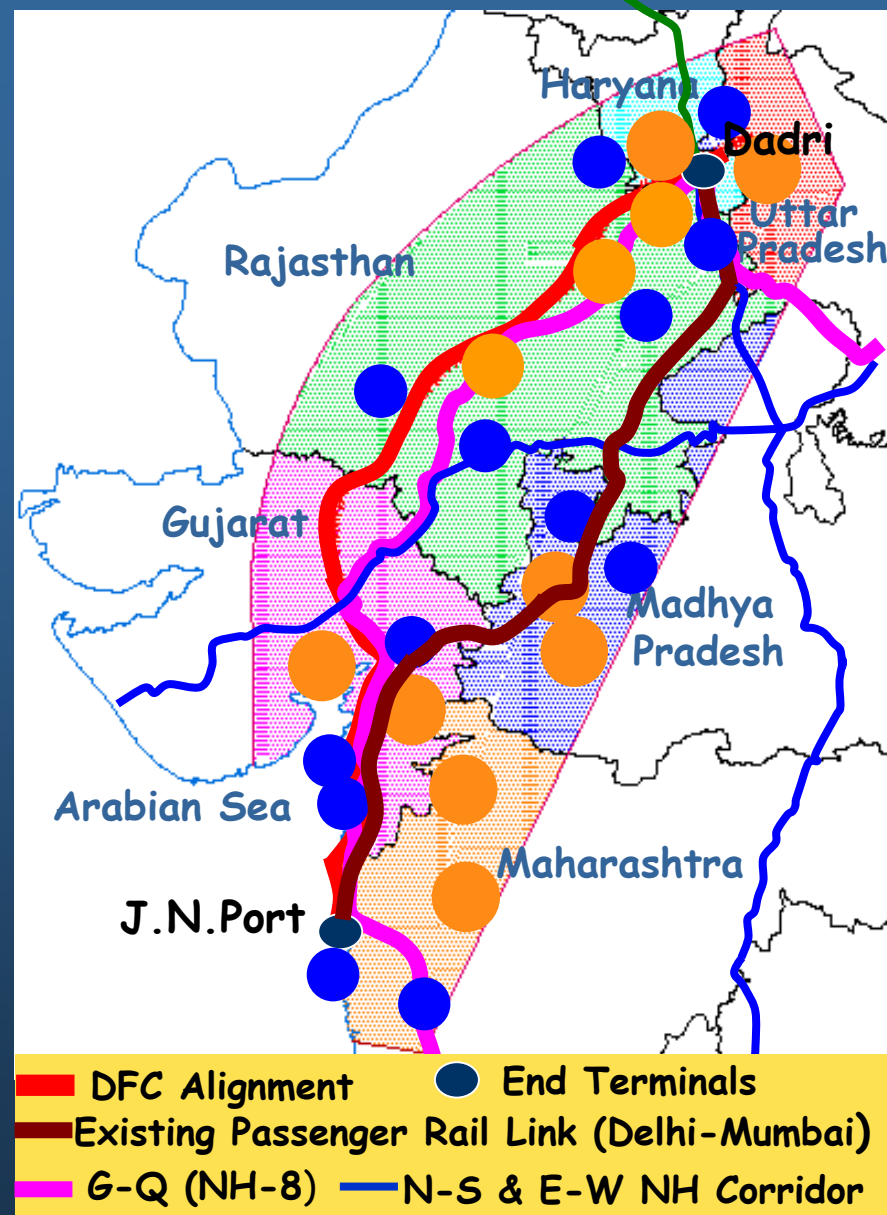 Haryana
Dadri
Uttar
Pradesh
Rajasthan
Gujarat
Madhya
Pradesh
Arabian Sea
Maharashtra
J.N.Port
DFC Alignment End Terminals
Existing Passenger Rail Link (Delhi-Mumbai)
G-Q (NH-8) N-S & E-W NH Corridor